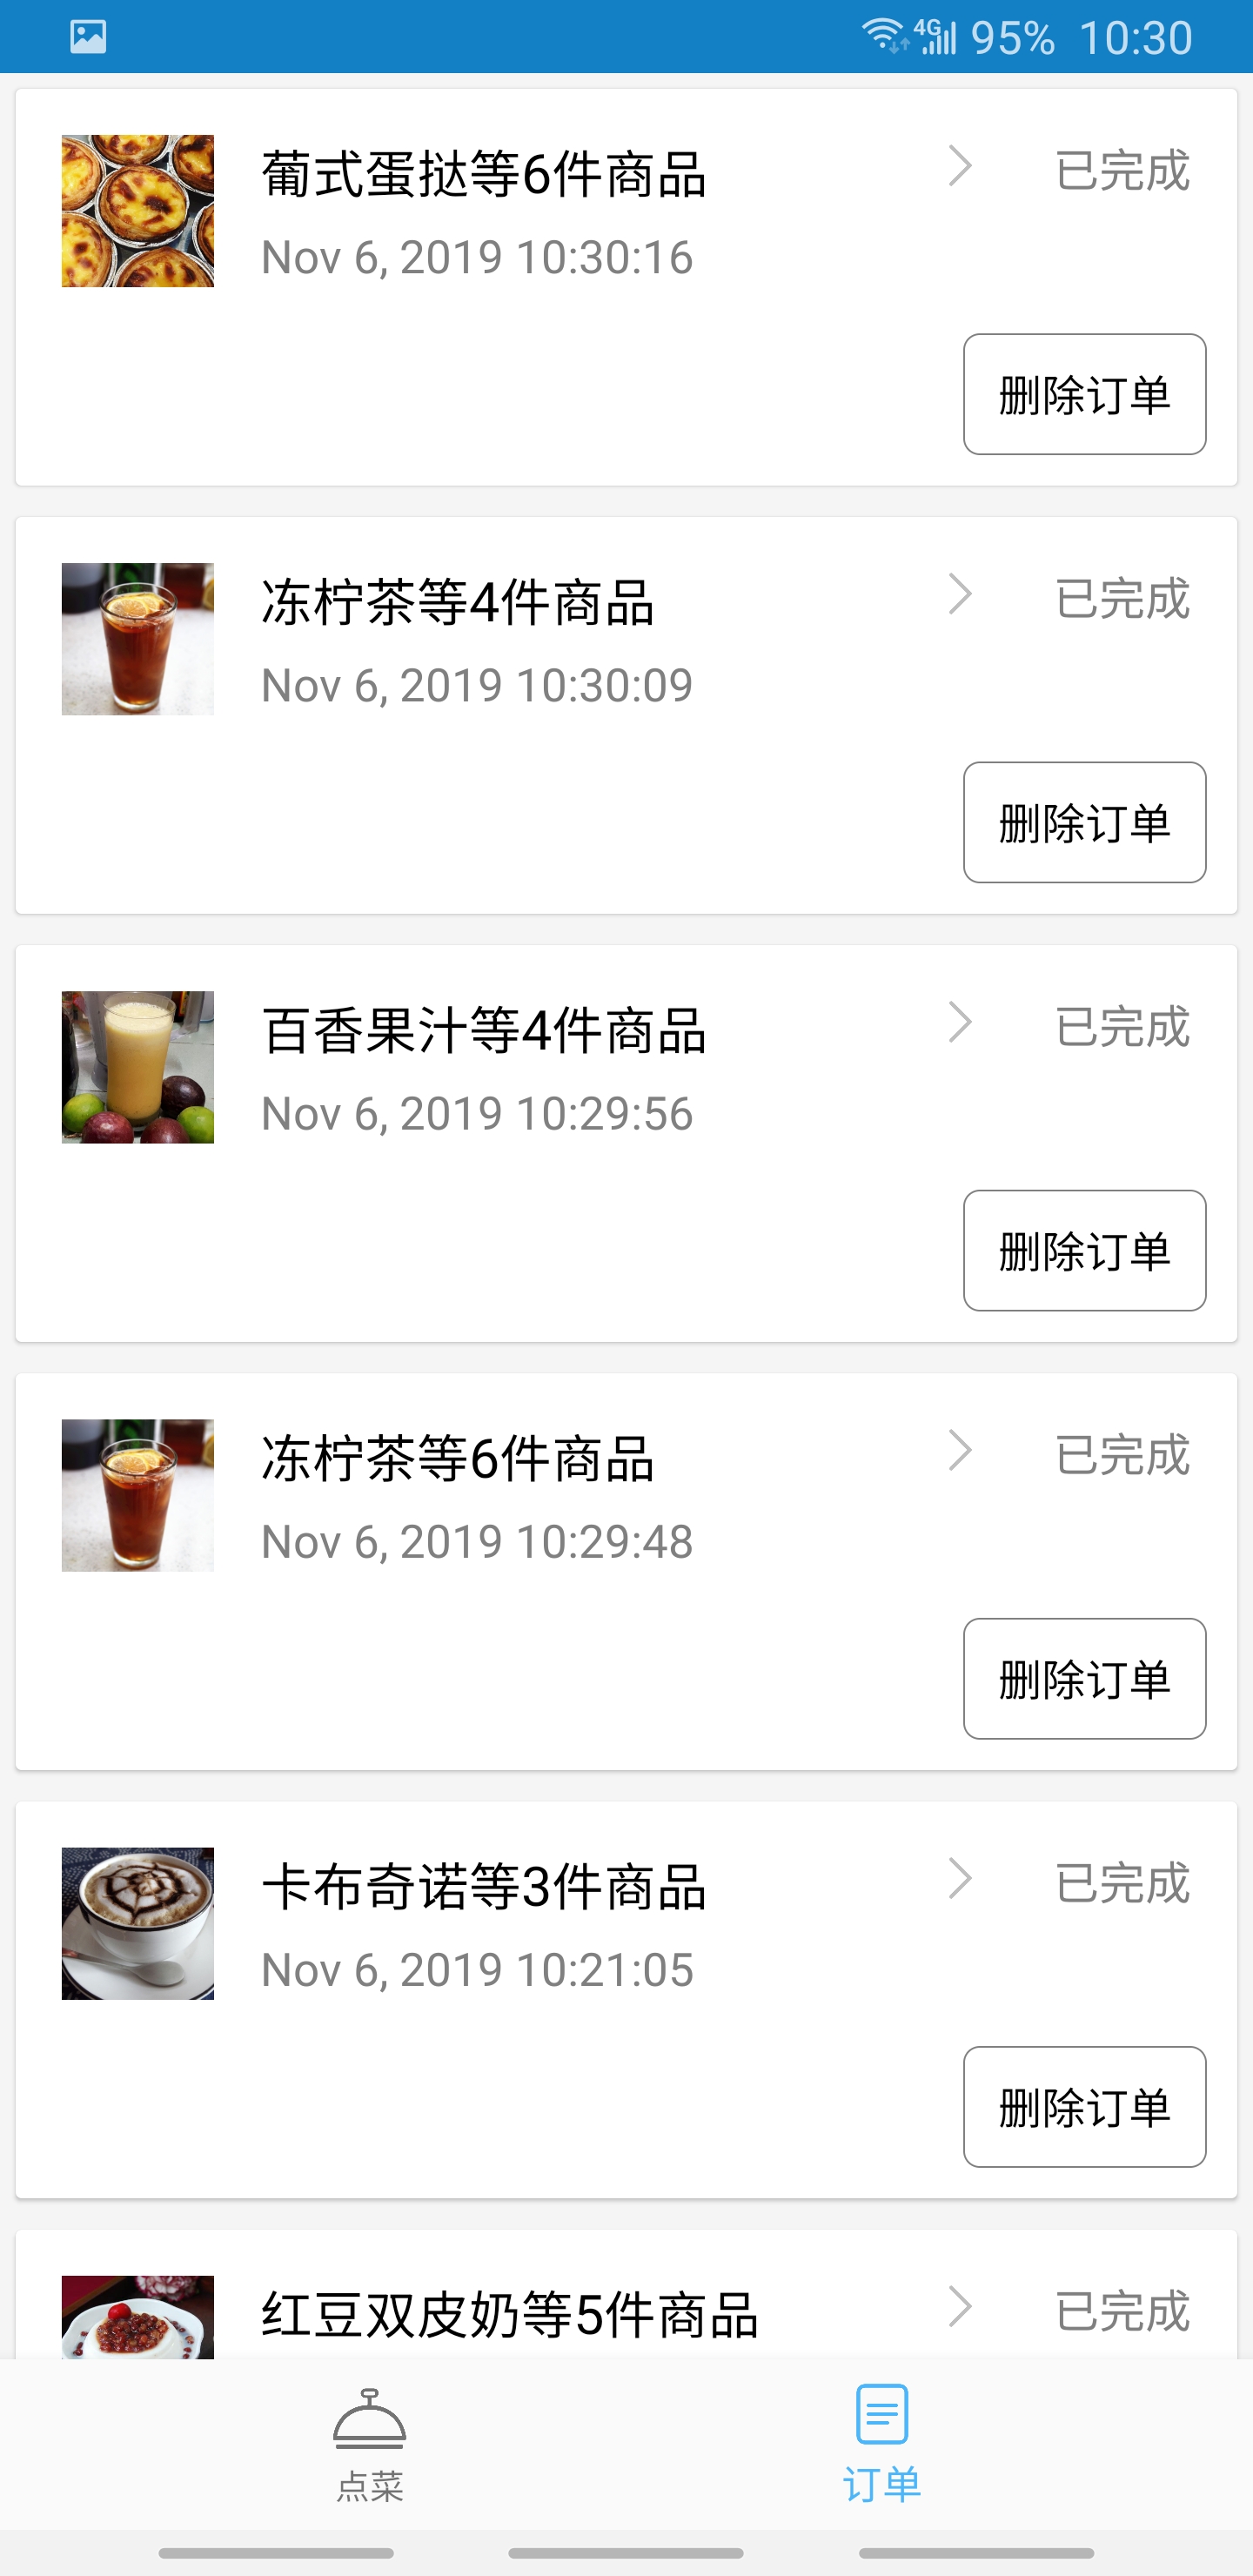 4G 95% 10:30
葡式蛋挞等6件商品 已完成
Nov 6, 2019 10:30:16
删除订单
冻柠茶等4件商品 已完成
Nov 6, 2019 10:30:09
删除订单
百香果汁等4件商品 已完成
Nov 6, 2019 10:29:56
删除订单
冻柠茶等6件商品 已完成
Nov 6, 2019 10:29:48
删除订单
卡布奇诺等3件商品 已完成
Nov 6, 2019 10:21:05
删除订单
红豆双皮奶等5件商品 已完成
点菜 订单